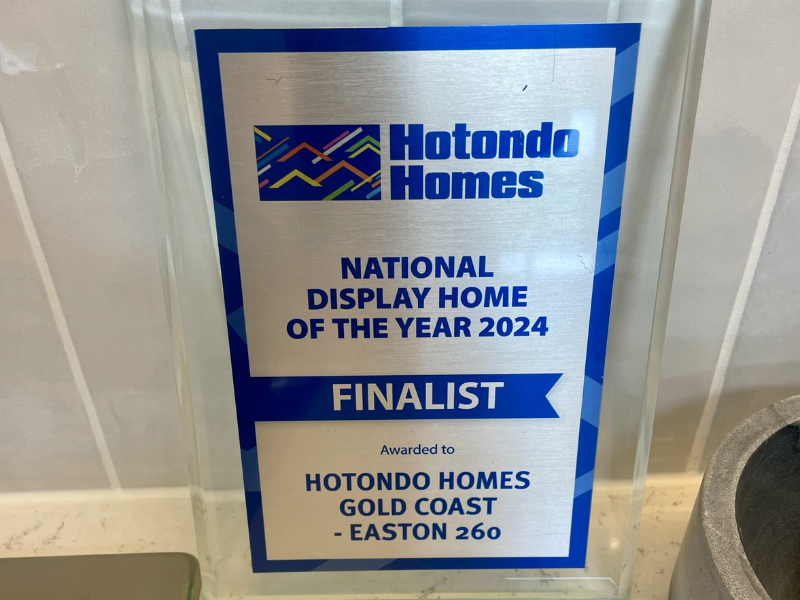 Hotondo
Homes
NATIONAL
DISPLAY HOME
OF THE YEAR 2024
FINALIST
Awarded to
HOTONDO HOMES
GOLD COAST
- EASTON 260